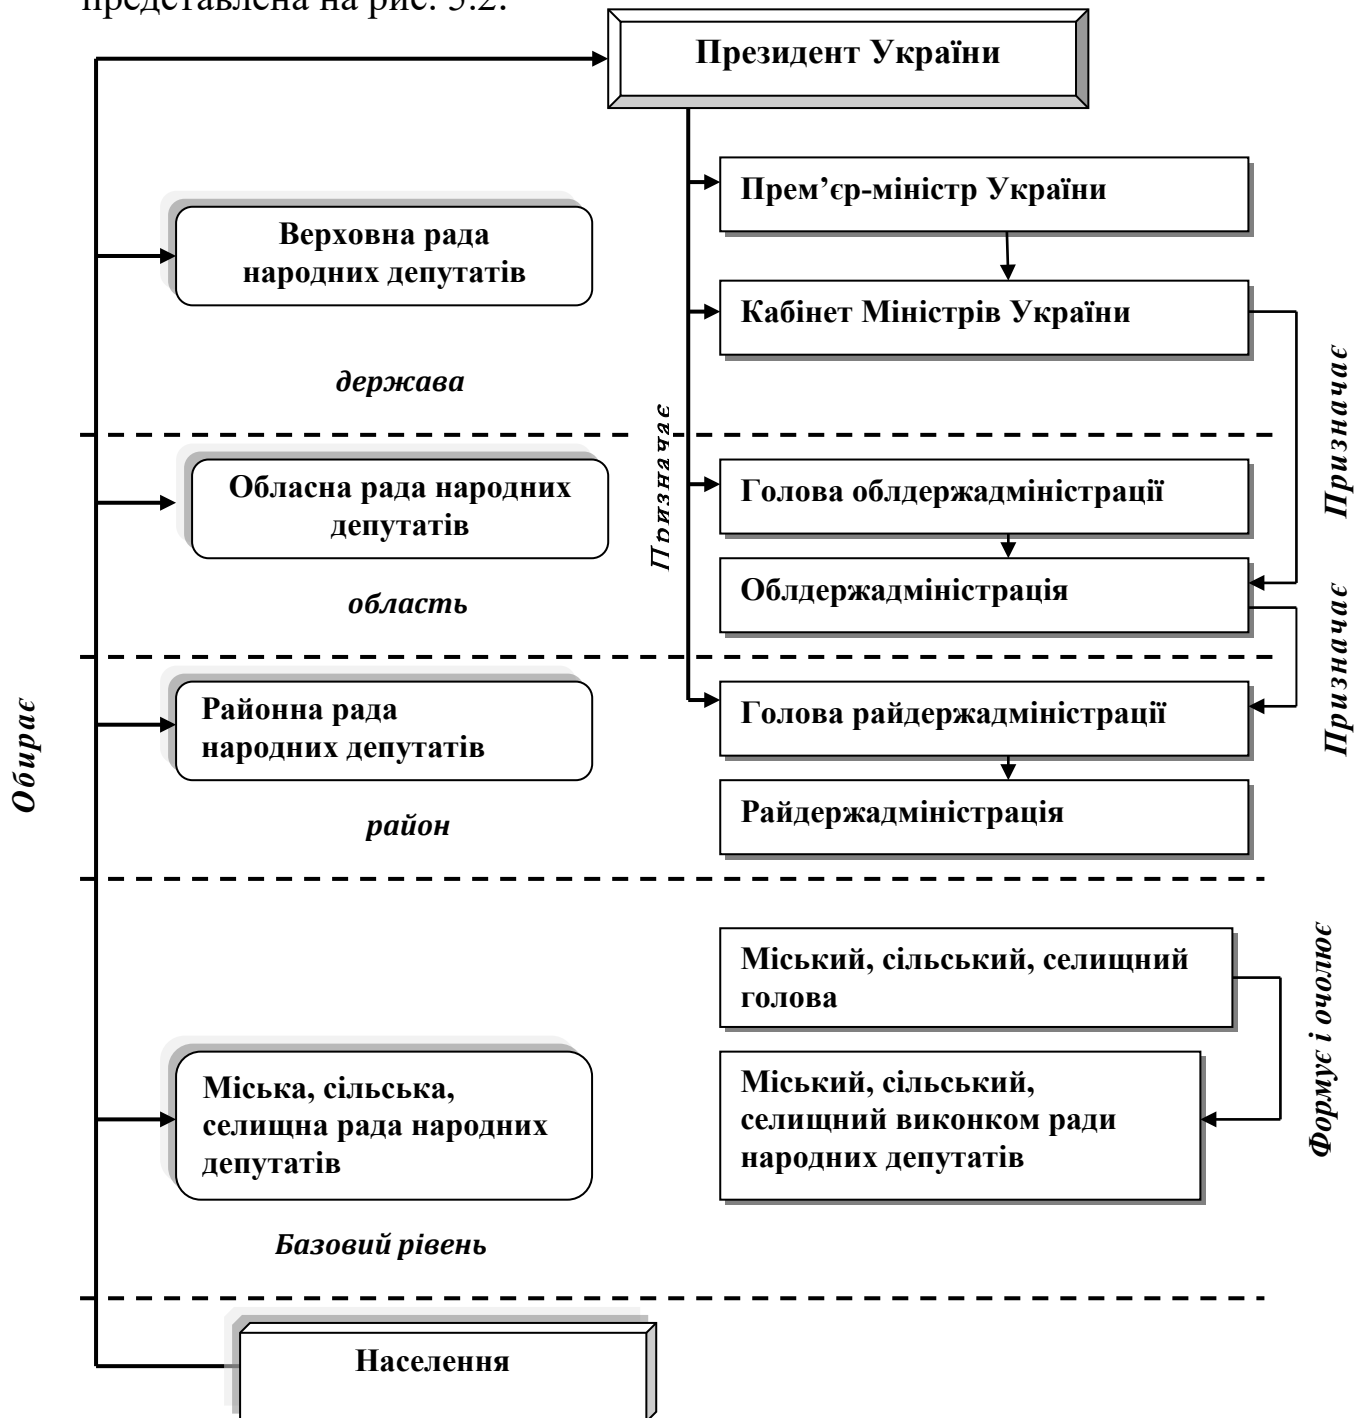 представлена на рис. 5.2.
Президент України
Прем’єр-міністр України
Верховна рада
народних депутатів
Кабінет Міністрів України
держава
Призначає
Призначає
Обласна рада народних
депутатів
Голова облдержадміністрації
Облдержадміністрація
область
Призначає
Обирає
Районна рада
народних депутатів
Голова райдержадміністрації
Райдержадміністрація
район
Міський, сільський, селищний
голова
Формує і очолює
Міська, сільська,
селищна рада народних
депутатів
Міський, сільський,
селищний виконком ради
народних депутатів
Базовий рівень
Населення